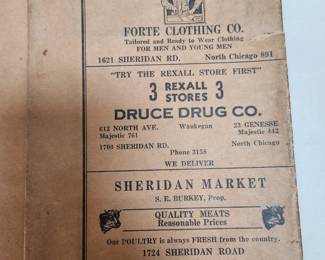 FORTE CLOTHING CO.
Tailored and Ready to Wear Clothing
FOR MEN AND YOUNG MEN
1621 SHERIDAN RD. North Chicago 891
"TRY THE REXALL STORE FIRST"
3 REXALL STORES 3
DRUCE DRUG CO.
612 NORTH AVE. Waukegan 23 GENESSE
Majestic 761 Majestic 442
1700 SHERIDAN RD. North Chicago
Phone 3158
WE DELIVER
SHERIDAN MARKET
S. E. BURKEY, Prop.
QUALITY MEATS
Reasonable Prices
Our POULTRY is always FRESH from the country.
1724 SHERIDAN ROAD